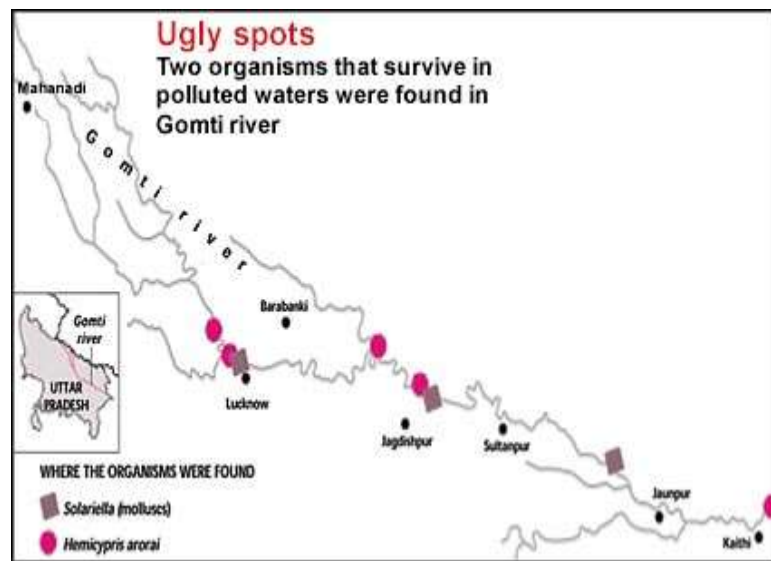 Ugly spots
Two organisms that survive in
polluted waters were found in
Gomti river
Mahanadi
Gomti river
Barabanki
Gomti
river
UTTAR
PRADESH
Lucknow
Jagdishpur
Sultanpur
Jaunpur
Kaithi
WHERE THE ORGANISMS WERE FOUND
Solariella (molluscs)
Hemicypris arorai